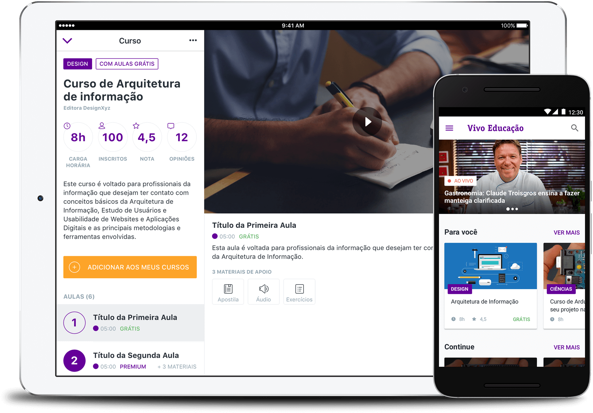 9:41 AM
100%
Curso
DESIGN
COM AULAS GRÁTIS
Curso de Arquitetura
de informação
Editora DesignXyz
8h
100
4,5
12
CARGA
HORÁRIA
INSCRITOS
NOTA
OPINIÕES
Este curso é voltado para profissionais da
informação que desejam ter contato com
conceitos básicos da Arquitetura de
Informação, Estudo de Usuários e
Usabilidade de Websites e Aplicações
Digitais e as principais metodologias e
ferramentas envolvidas.
ADICIONAR AOS MEUS CURSOS
AULAS (6)
1
Título da Primeira Aula
05:00 GRÁTIS
2
Título da Segunda Aula
05:00 PREMIUM + 3 MATERIAIS
Título da Primeira Aula
05:00 GRÁTIS
Esta aula é voltada para profissionais da informação que desejam ter con
da Arquitetura de Informação.
3 MATERIAIS DE APOIO
Apostila
Áudio
Exercícios
12:30
Vivo Educação
AO VIVO
Gastronomia: Claude Troisgros ensina a fazer
manteiga clarificada
Para você
VER MAIS
DESIGN
Arquitetura de Informação
8h
4,5
GRÁTIS
CIÊNCIAS
Curso de Ardu
seu projeto na
8h
Continue
VER MAIS